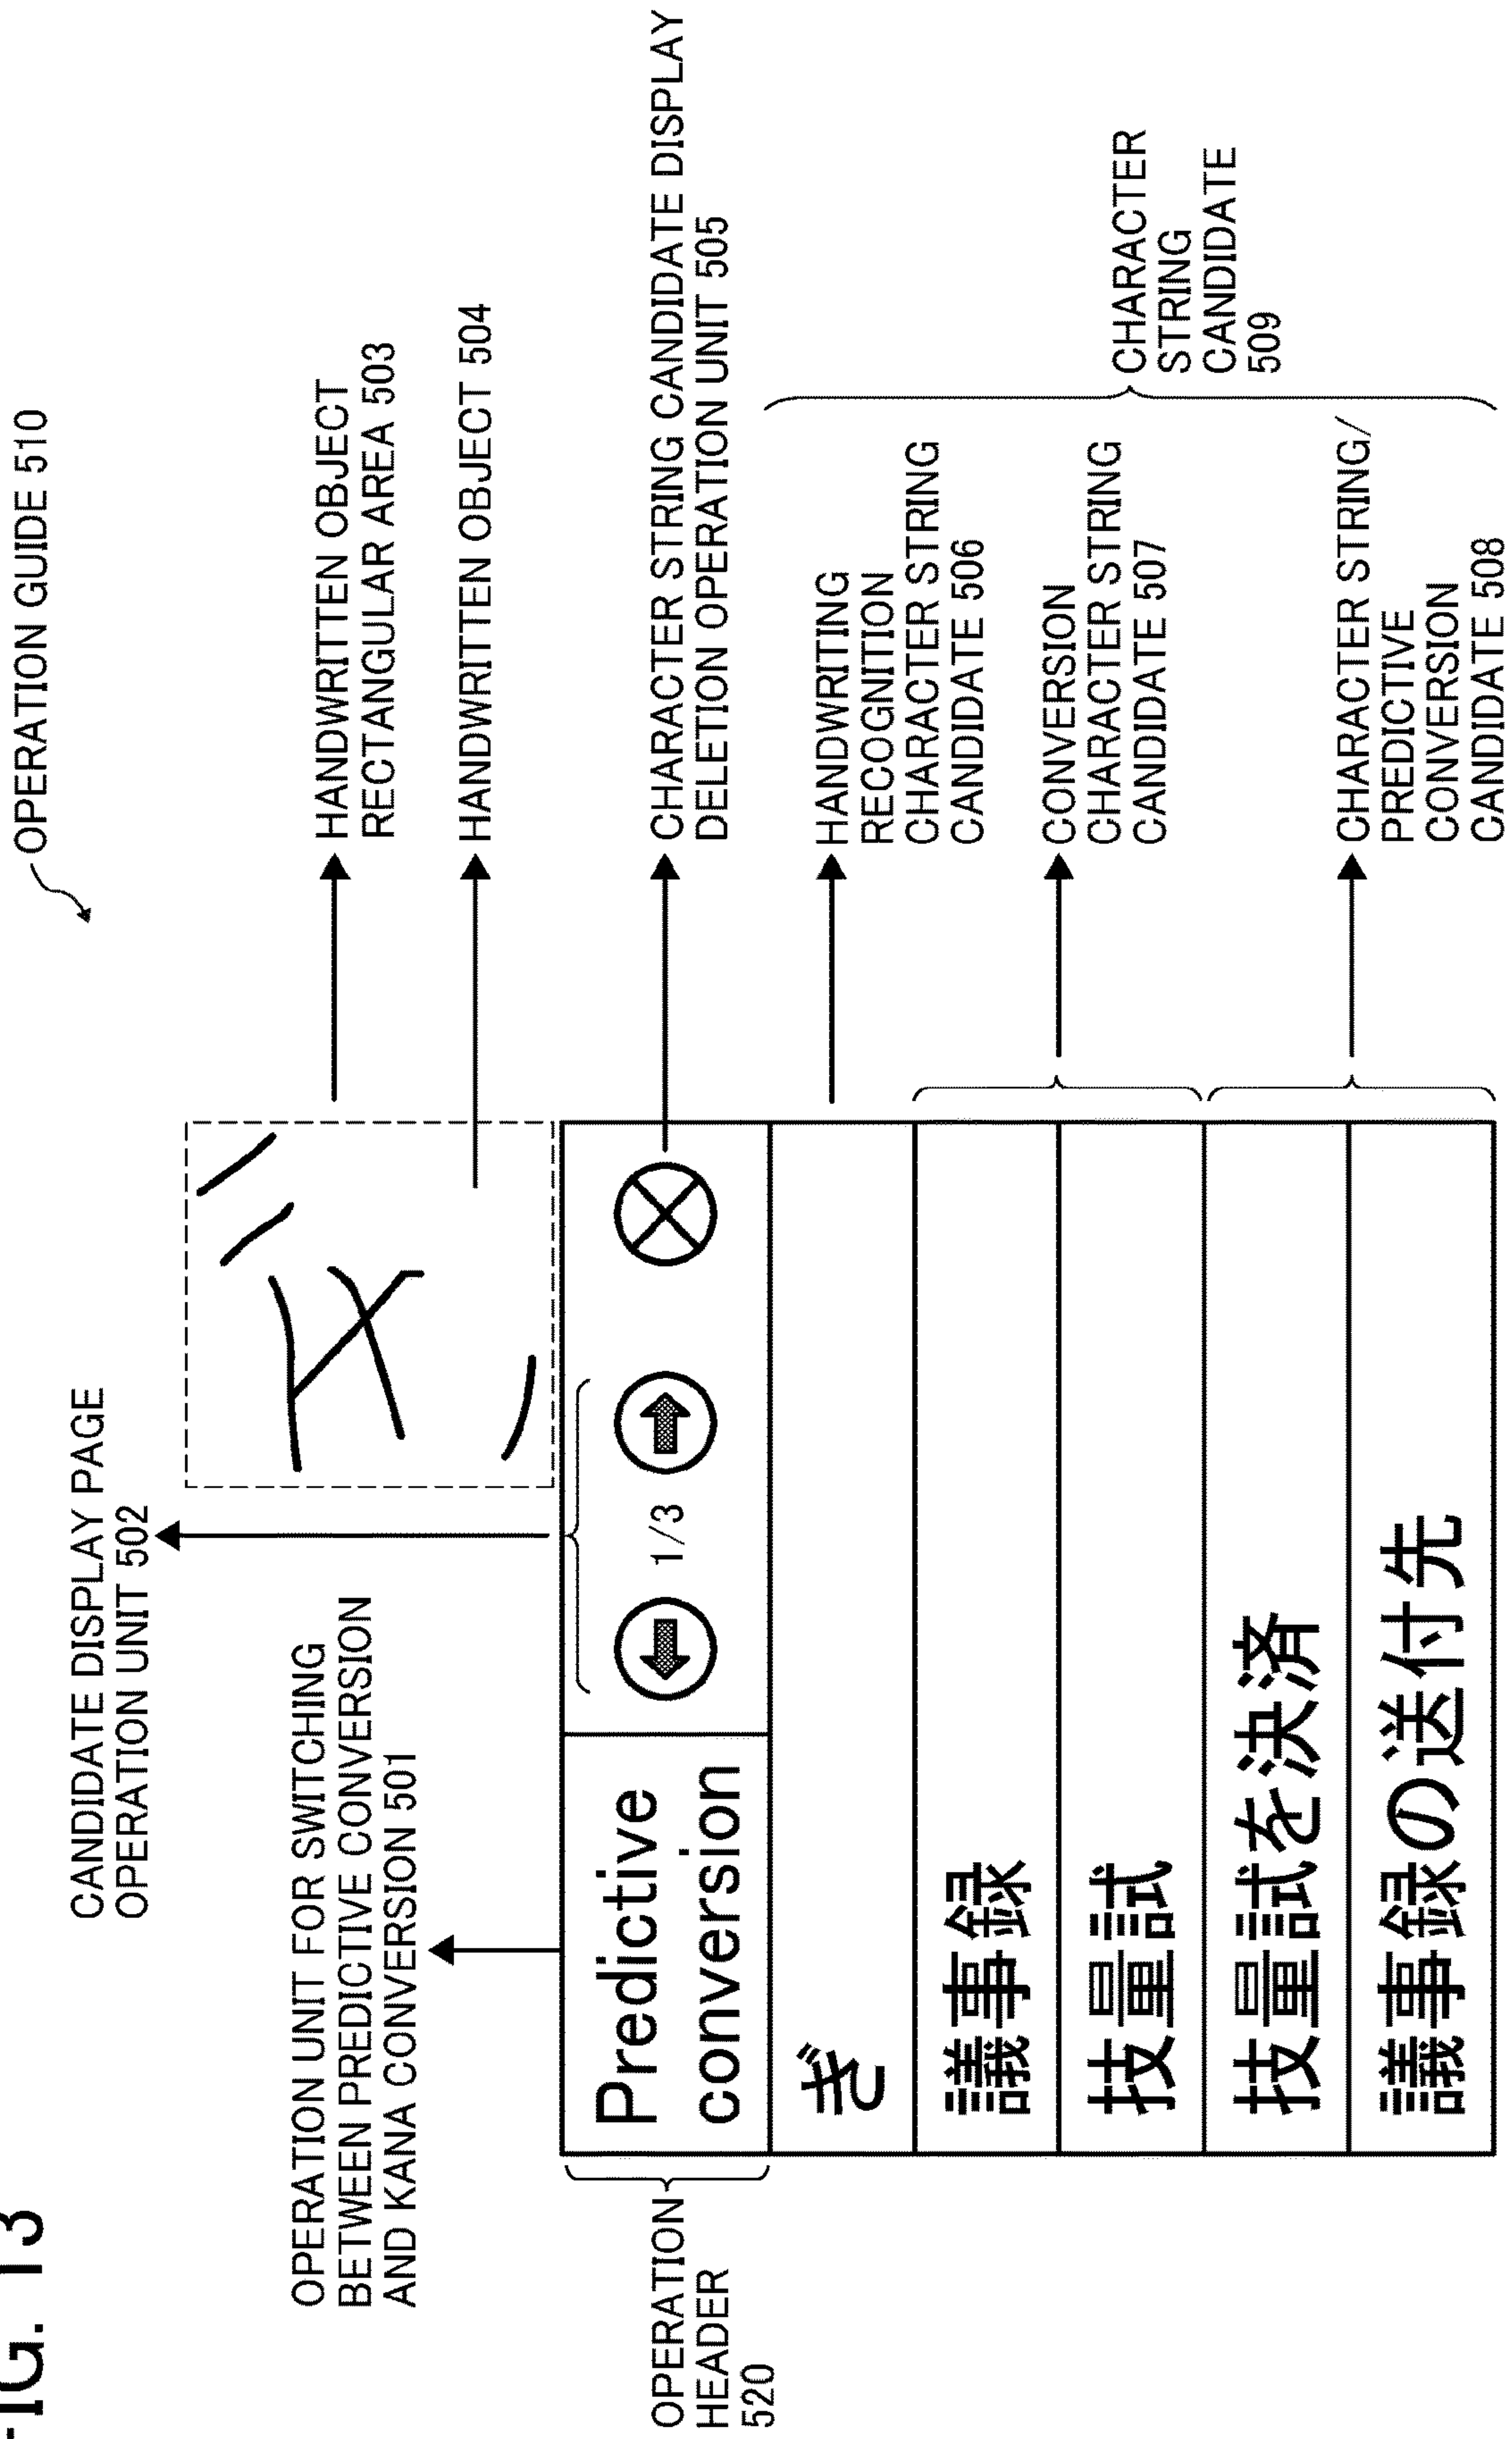 FIG. 13
OPERATION GUIDE 510
CANDIDATE DISPLAY PAGE
OPERATION UNIT 502
OPERATION UNIT FOR SWITCHING
BETWEEN PREDICTIVE CONVERSION
AND KANA CONVERSION 501
HANDWRITTEN OBJECT
RECTANGULAR AREA 503
HANDWRITTEN OBJECT 504
OPERATION
HEADER
520
Predictive
conversion
1/3
CHARACTER STRING CANDIDATE DISPLAY
DELETION OPERATION UNIT 505
ぎ
HANDWRITING
RECOGNITION
CHARACTER STRING
CANDIDATE 506
議事録
技量試
CONVERSION
CHARACTER STRING
CANDIDATE 507
技量試を決済
議事録の送付先
CHARACTER STRING/
PREDICTIVE
CONVERSION
CANDIDATE 508
CHARACTER
STRING
CANDIDATE
509